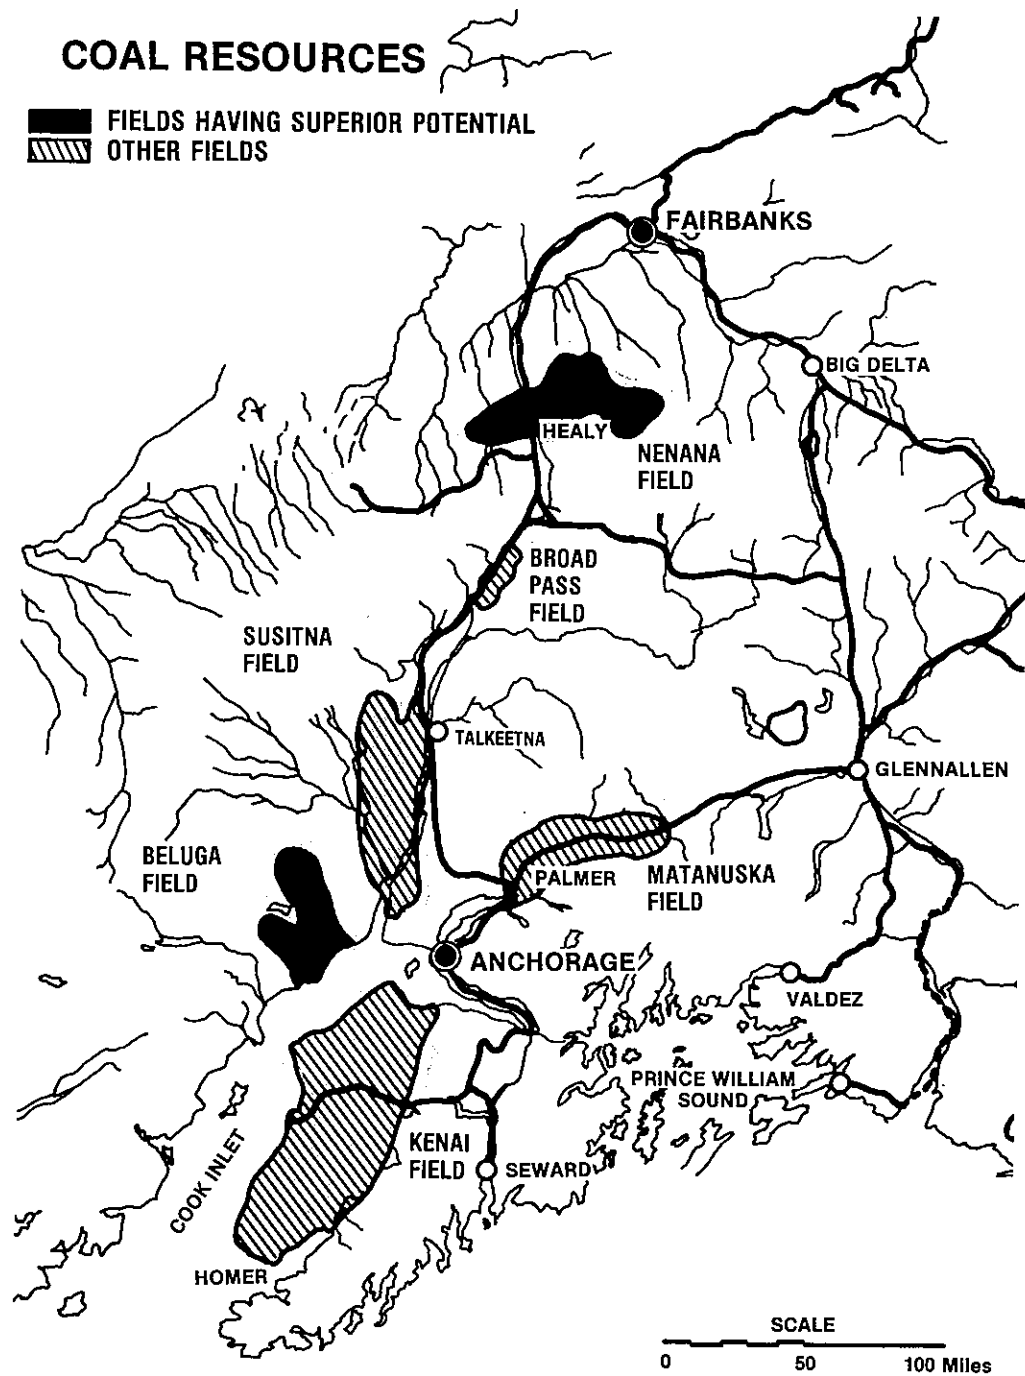 COAL RESOURCES
FIELDS HAVING SUPERIOR POTENTIAL
OTHER FIELDS
FAIRBANKS
BIG DELTA
HEALY
NENANA
FIELD
BROAD
PASS
FIELD
SUSITNA
FIELD
TALKEETNA
GLENNALLEN
BELUGA
FIELD
PALMER
MATANUSKA
FIELD
ANCHORAGE
VALDEZ
PRINCE WILLIAM
SOUND
KENAI
FIELD
SEWARD
COOK INLET
HOMER
SCALE
0 50 100 Miles